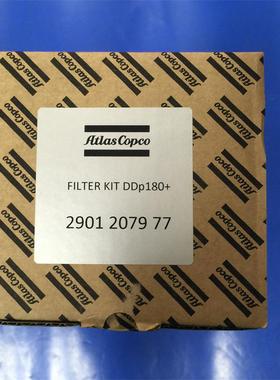 Atlas Copco
FILTER KIT DDp180+
2901 2079 77